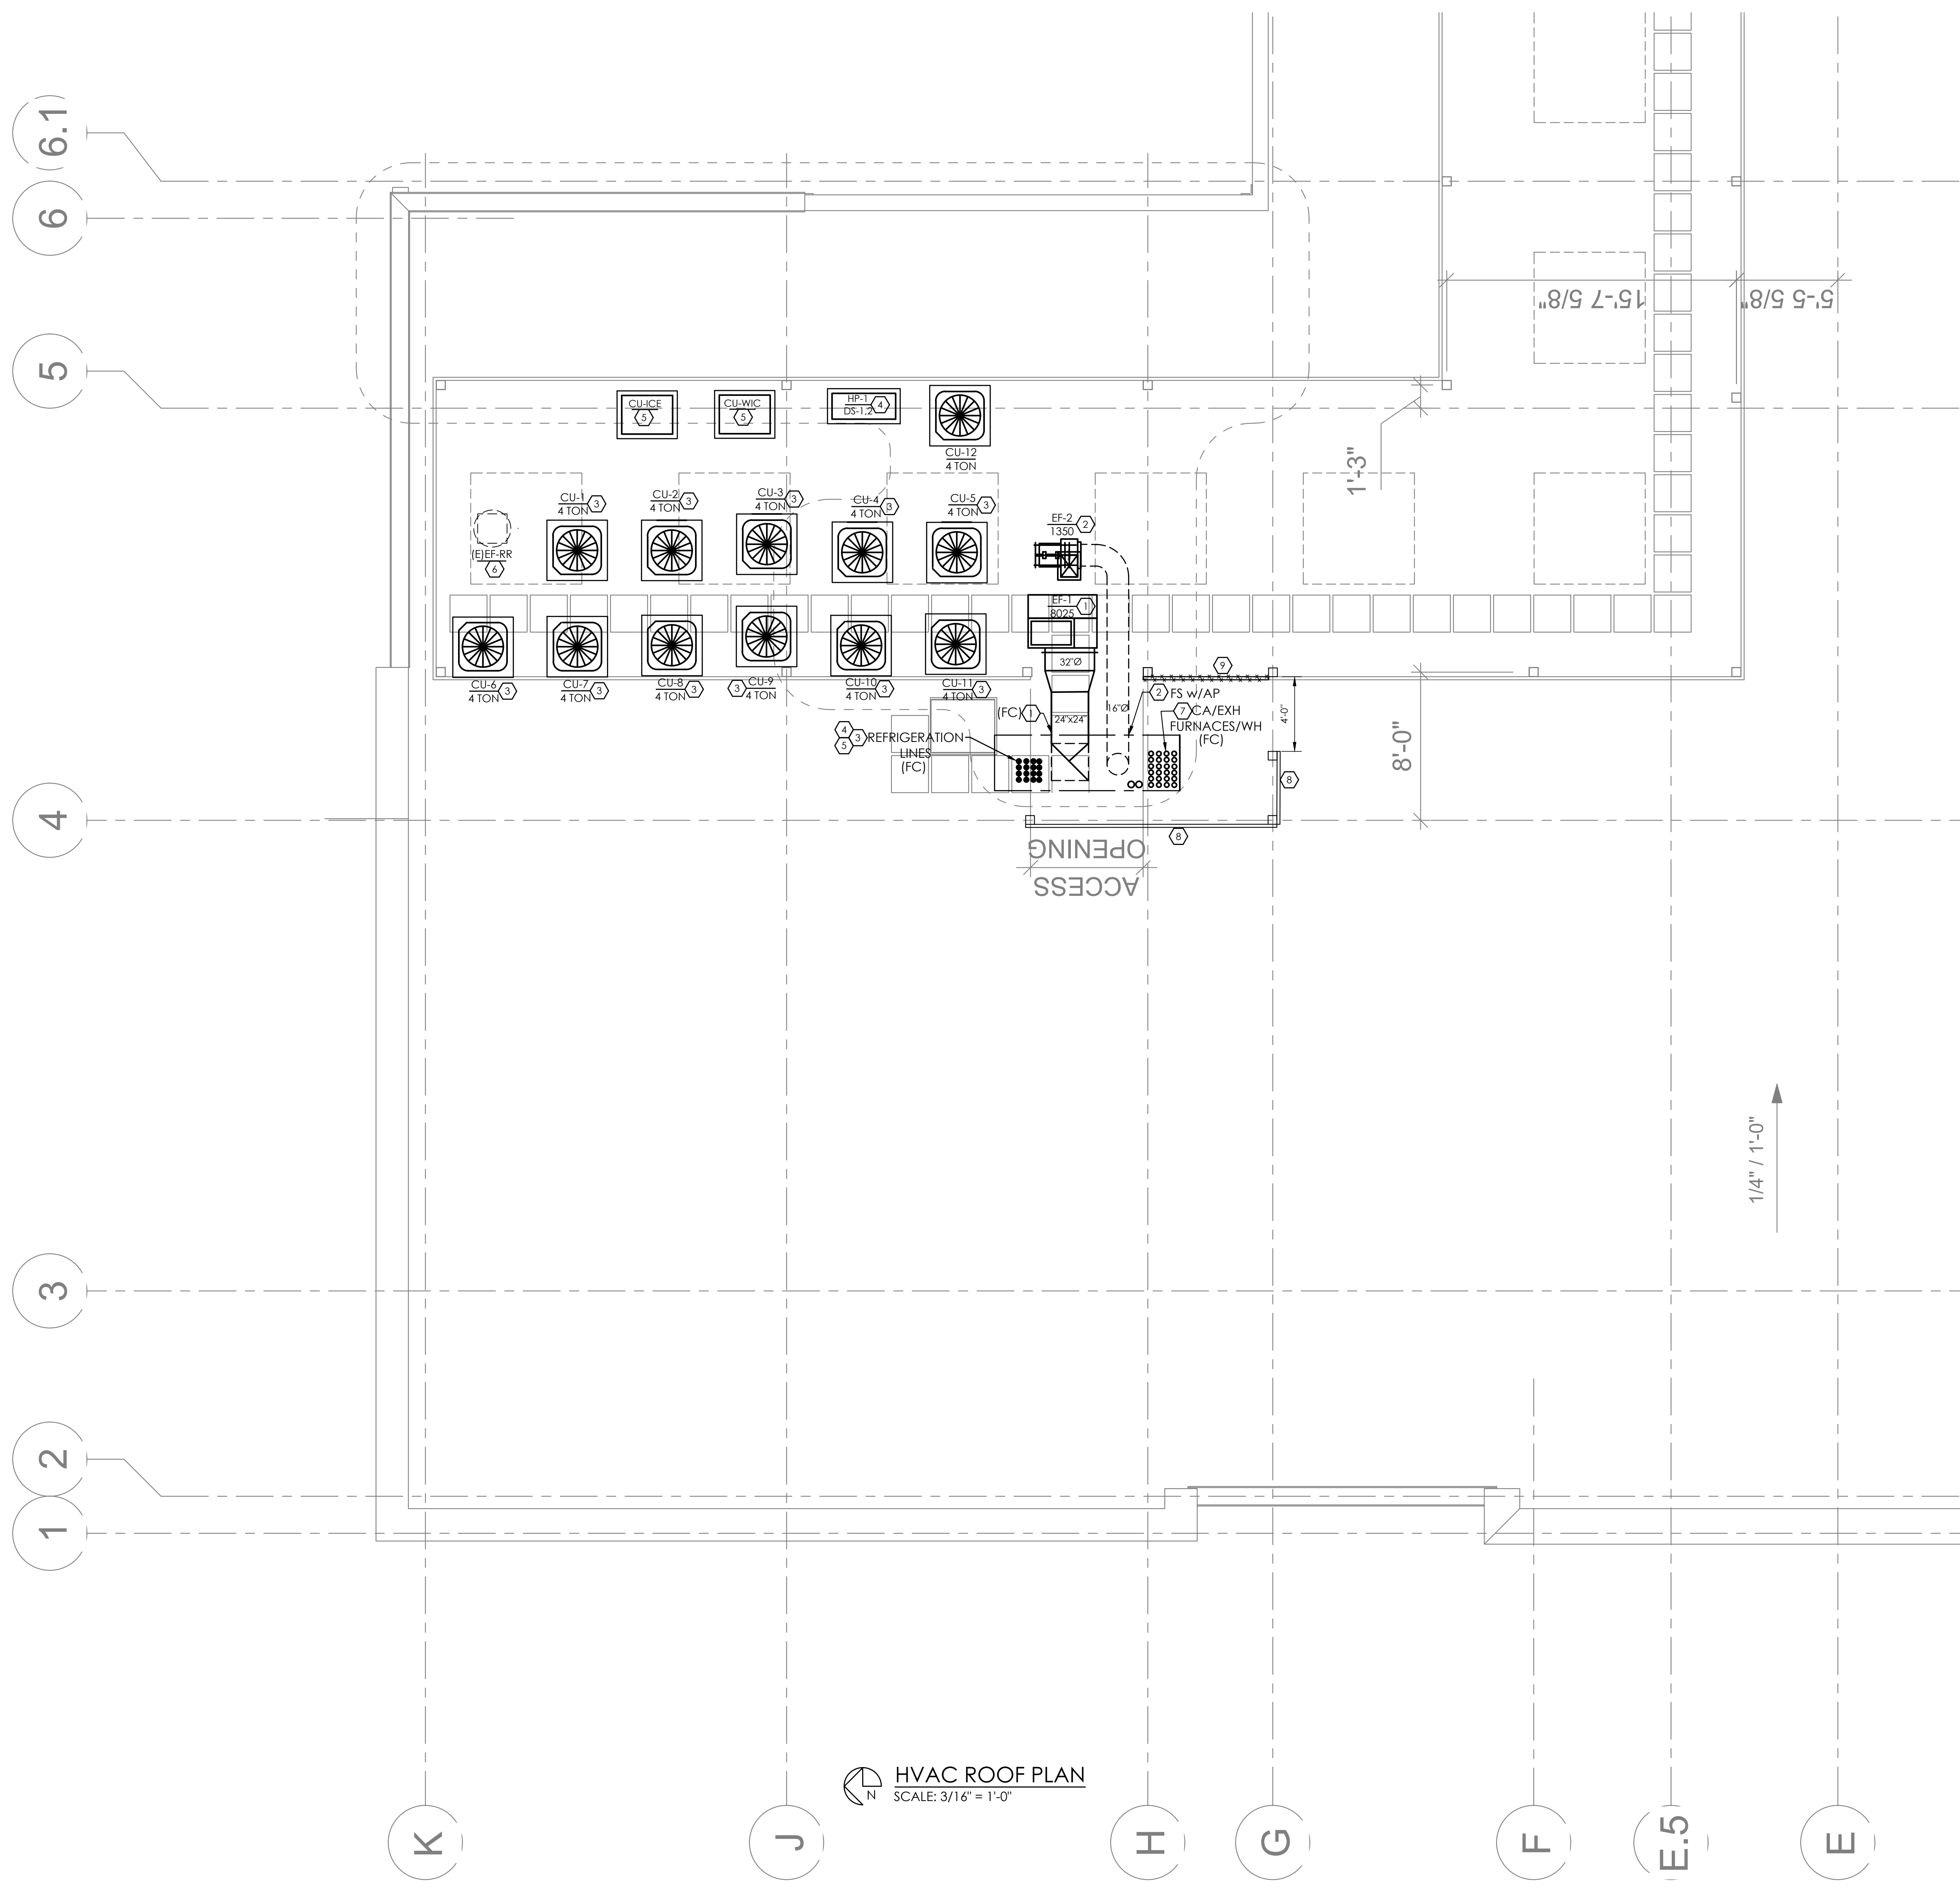 6.1
6
5
15'-7 5/8"
5'-5 5/8"
CU-ICE
5
CU-WIC
5
HP-1
DS-1,2
4
CU-12
4 TON
1'-3"
CU-1
4 TON
3
CU-2
4 TON
3
CU-3
4 TON
3
CU-4
4 TON
3
CU-5
4 TON
3
EF-2
1350
2
(E)EF-RR
6
EF-1
8025
1
32"Ø
9
CU-6
4 TON
3
CU-7
4 TON
3
CU-8
4 TON
3
3
CU-9
4 TON
CU-10
4 TON
3
CU-11
4 TON
3
(FC)
1
24"x24"
16"Ø
2
FS w/AP
7
CA/EXH
FURNACES/WH
(FC)
4'-0"
8'-0"
4
3
5
REFRIGERATION
LINES
(FC)
8
8
4
ACCESS
OPENING
1/4" / 1'-0"
3
2
1
N
HVAC ROOF PLAN
SCALE: 3/16" = 1'-0"
K
J
H
G
F
E.5
E